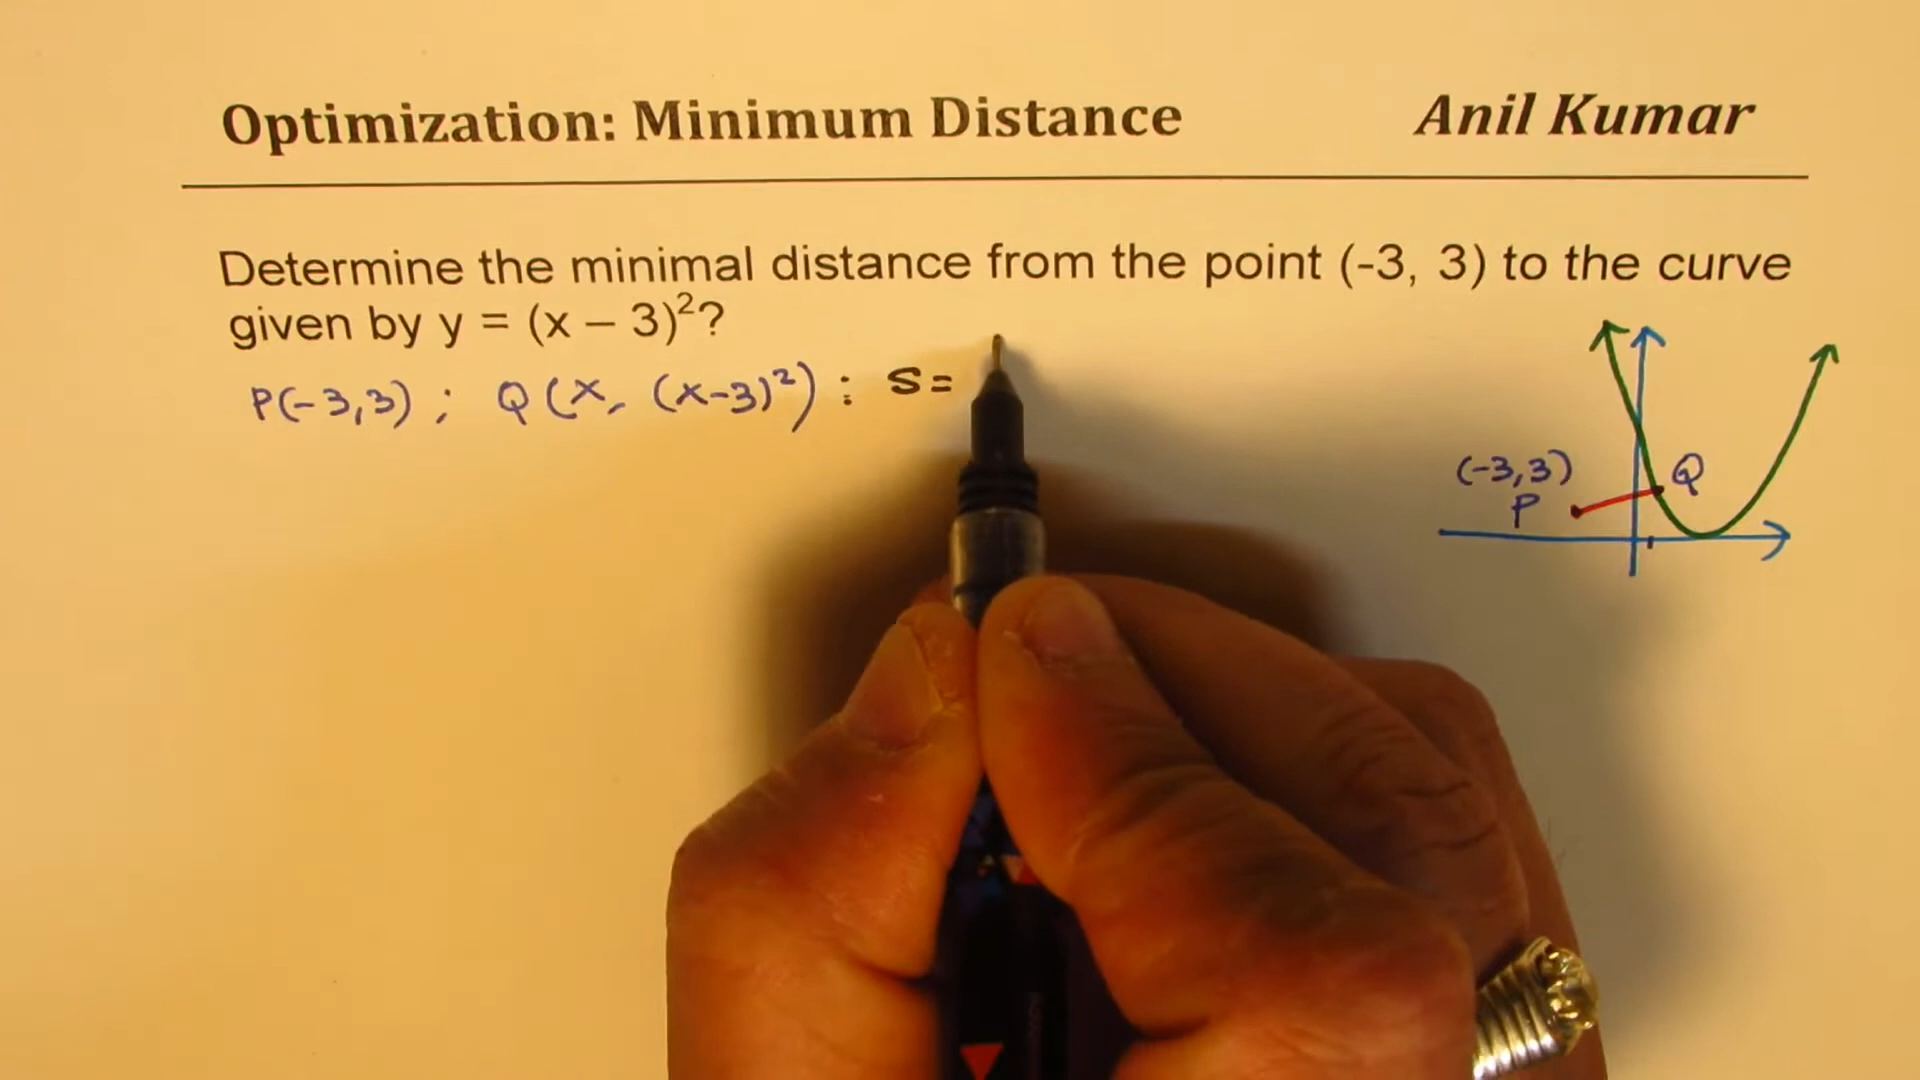 Optimization: Minimum Distance Anil Kumar
Determine the minimal distance from the point (-3, 3) to the curve
given by y = (x – 3)²?
P(-3,3) ; Q(x, (x-3)²) : S=
(-3,3)
P
Q